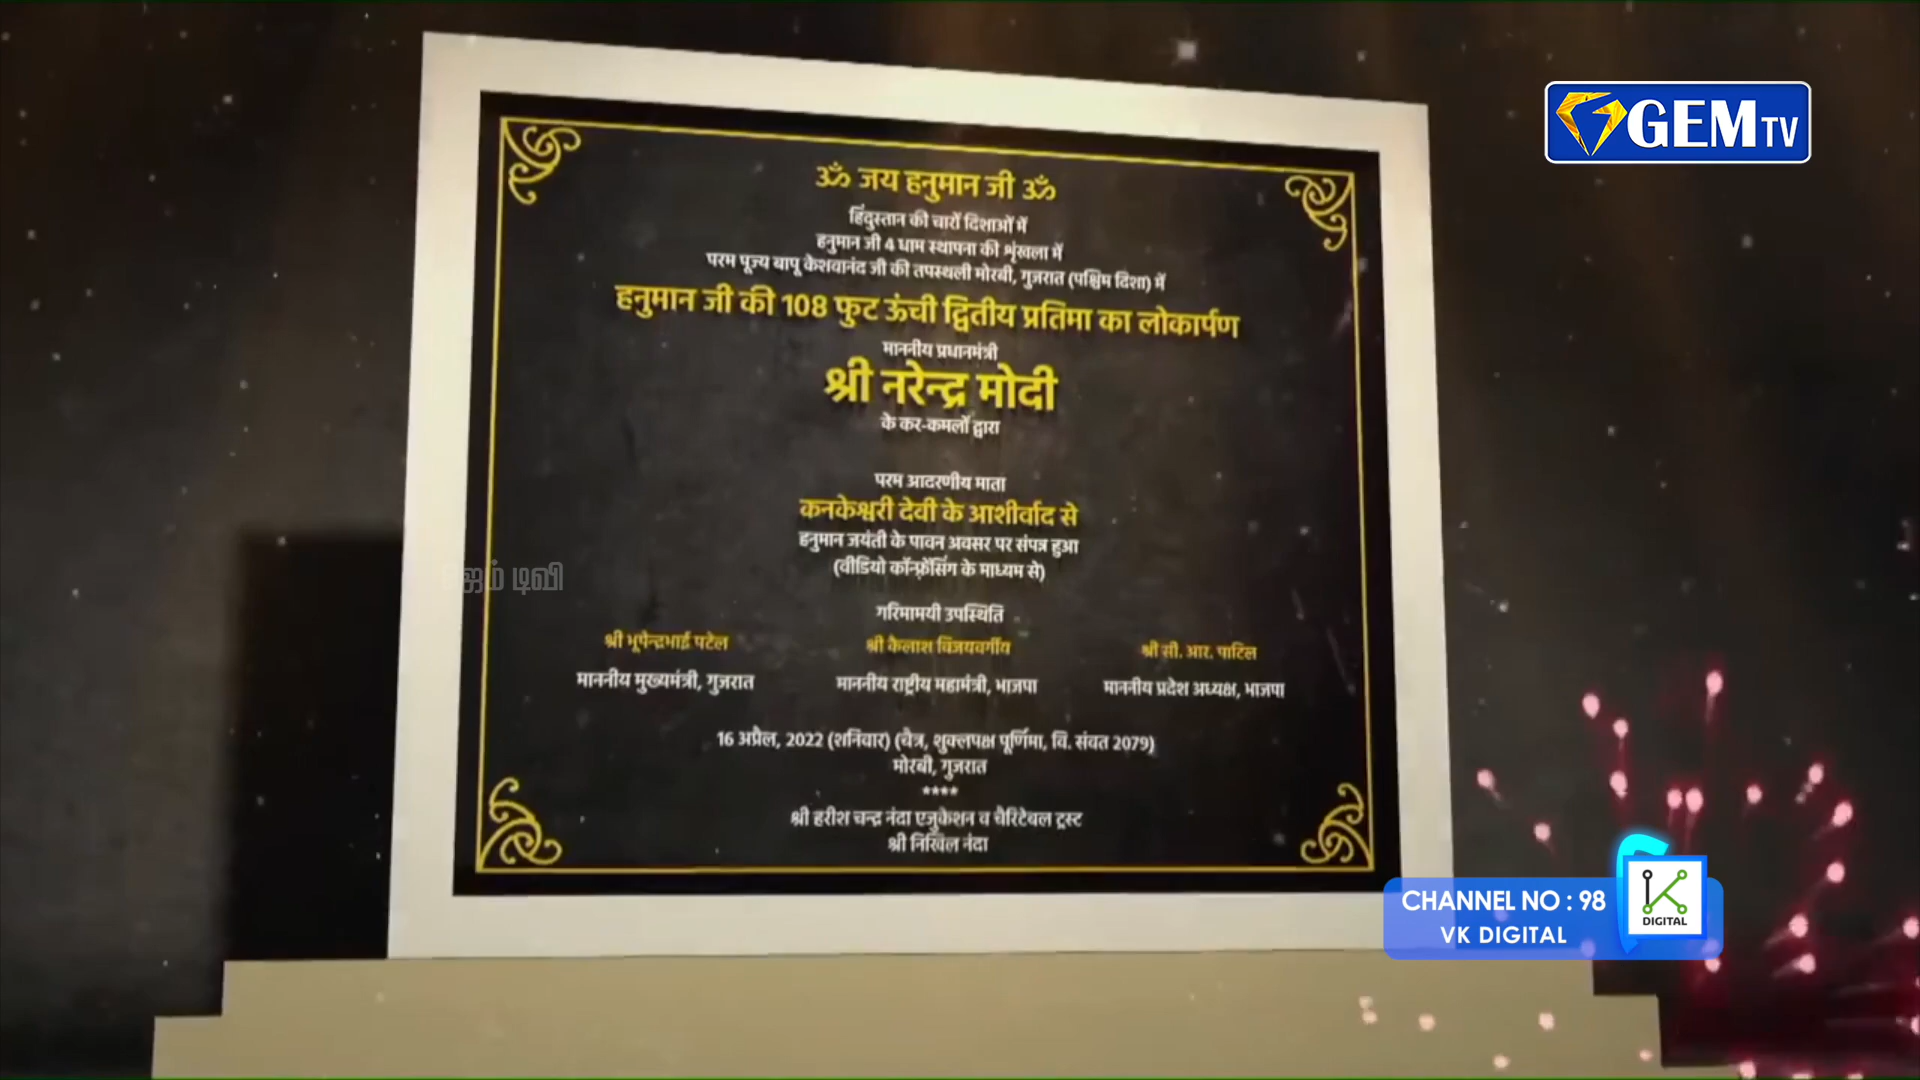 GEM TV
ॐ जय हनुमान जी ॐ
हिंदुस्तान की चारों दिशाओं में
हनुमान जी 4 धाम स्थापना की श्रृंखला में
परम पूज्य बापू केशवानंद जी की तपस्थली मोरबी, गुजरात (पश्चिम दिशा) में
हनुमान जी की 108 फुट ऊंची द्वितीय प्रतिमा का लोकार्पण
माननीय प्रधानमंत्री
श्री नरेन्द्र मोदी
के कर-कमलों द्वारा
परम आदरणीय माता
कनकेश्वरी देवी के आशीर्वाद से
हनुमान जयंती के पावन अवसर पर संपन्न हुआ
(वीडियो कॉन्फ्रेंसिंग के माध्यम से)
ஜெம் டிவி
गरिमामयी उपस्थिति
श्री भूपेन्द्रभाई पटेल श्री कैलाश विजयवर्गीय श्री सी. आर. पाटिल
माननीय मुख्यमंत्री, गुजरात माननीय राष्ट्रीय महामंत्री, भाजपा माननीय प्रदेश अध्यक्ष, भाजपा
16 अप्रैल, 2022 (शनिवार) (चैत्र, शुक्लपक्ष पूर्णिमा, वि. संवत 2079)
मोरबी, गुजरात
****
श्री हरीश चन्द्र नंदा एजुकेशन व चैरिटेबल ट्रस्ट
श्री निखिल नंदा
CHANNEL NO : 98
VK DIGITAL
DIGITAL